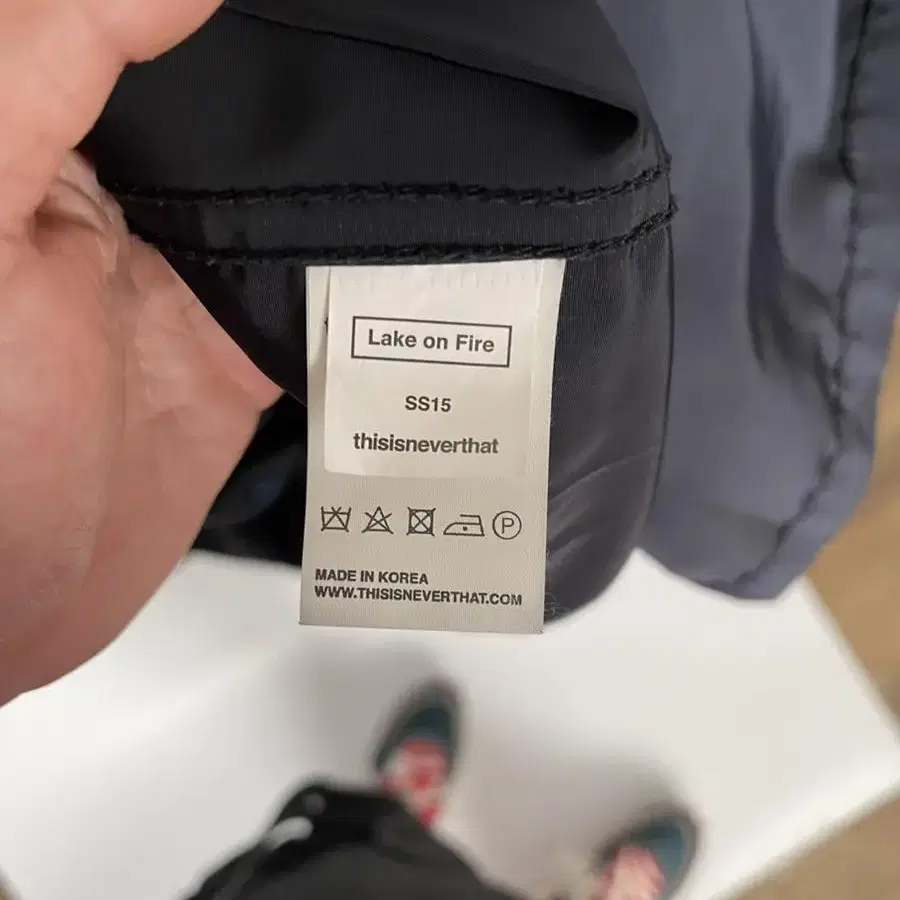 Lake on Fire
SS15
thisisneverthat
P
MADE IN KOREA
WWW.THISISNEVERTHAT.COM